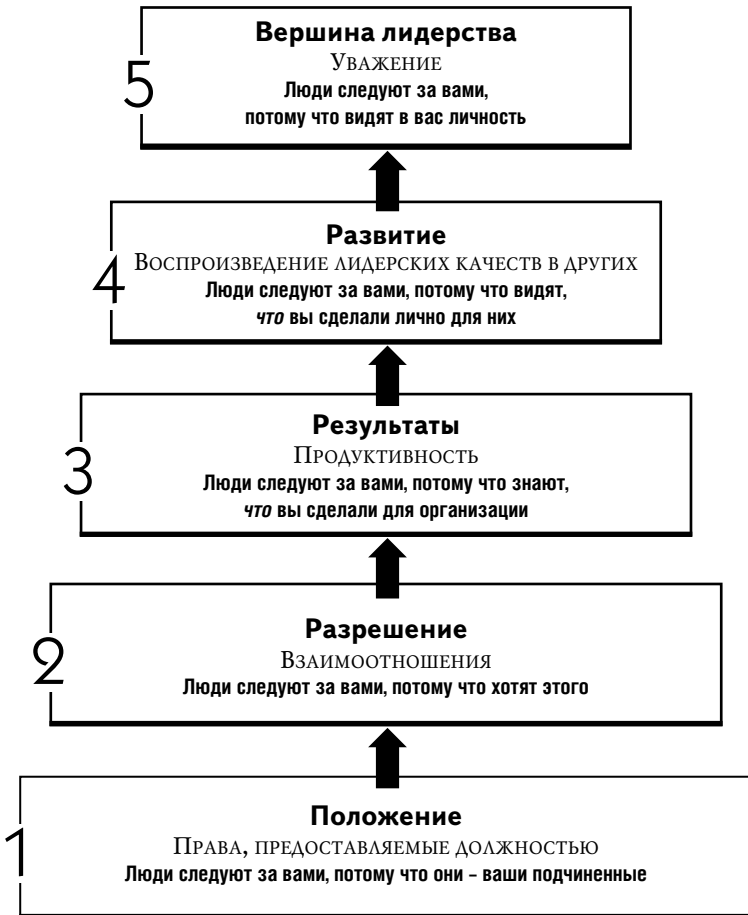 5
Вершина лидерства
Уважение
Люди следуют за вами,
потому что видят в вас личность
4
Развитие
Воспроизведение лидерских качеств в других
Люди следуют за вами, потому что видят,
что вы сделали лично для них
3
Результаты
Продуктивность
Люди следуют за вами, потому что знают,
что вы сделали для организации
2
Разрешение
Взаимоотношения
Люди следуют за вами, потому что хотят этого
1
Положение
Права, предоставляемые должностью
Люди следуют за вами, потому что они – ваши подчиненные